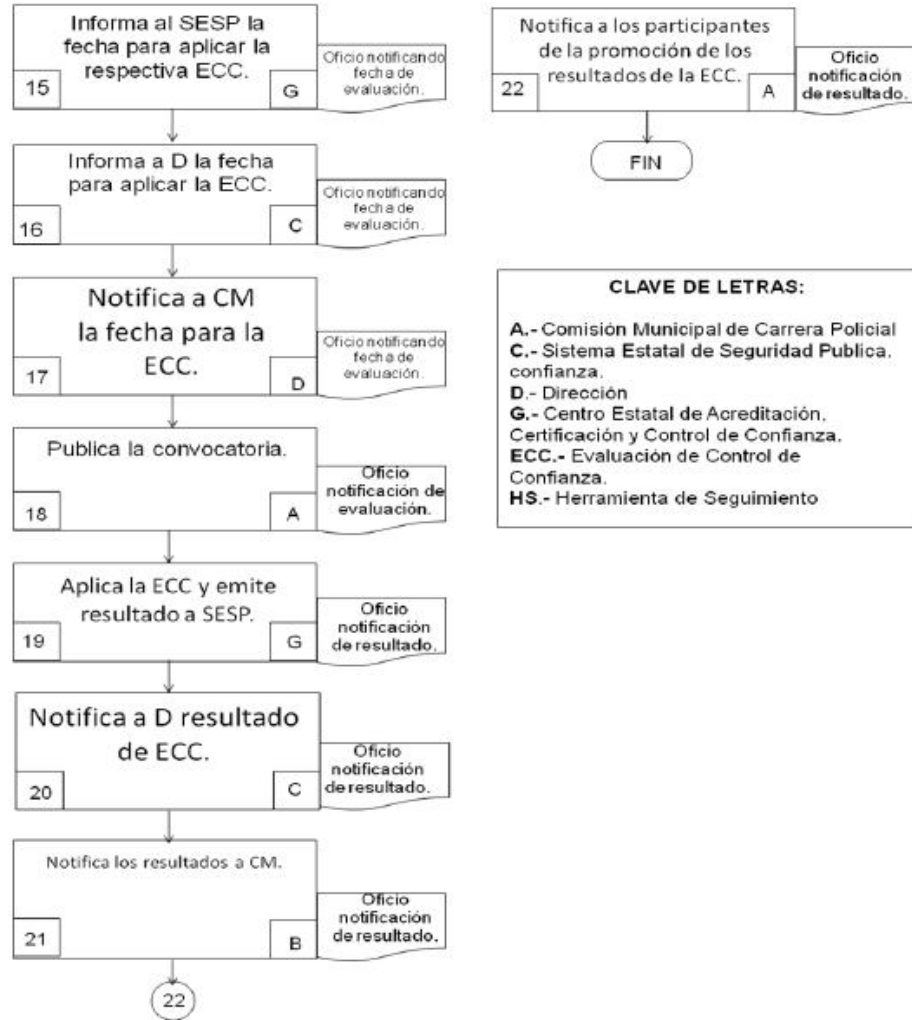 Informa al SESP la
fecha para aplicar la
respectiva ECC.
15
G
Oficio notificando
fecha de
evaluación.
Informa a D la fecha
para aplicar la ECC.
16
C
Oficio notificando
fecha de
evaluación.
Notifica a CM
la fecha para la
ECC.
17
D
Oficio notificando
fecha de
evaluación.
Publica la convocatoria.
18
A
Oficio
notificación de
evaluación.
Aplica la ECC y emite
resultado a SESP.
19
G
Oficio
notificación
de resultado.
Notifica a D resultado
de ECC.
20
C
Oficio
notificación
de resultado.
Notifica los resultados a CM.
21
B
Oficio
notificación
de resultado.
22
Notifica a los participantes
de la promoción de los
resultados de la ECC.
22
A
Oficio
notificación
de resultado.
FIN
CLAVE DE LETRAS:
A.- Comisión Municipal de Carrera Policial
C.- Sistema Estatal de Seguridad Publica,
confianza.
D.- Dirección
G.- Centro Estatal de Acreditación,
Certificación y Control de Confianza.
ECC.- Evaluación de Control de
Confianza.
HS.- Herramienta de Seguimiento